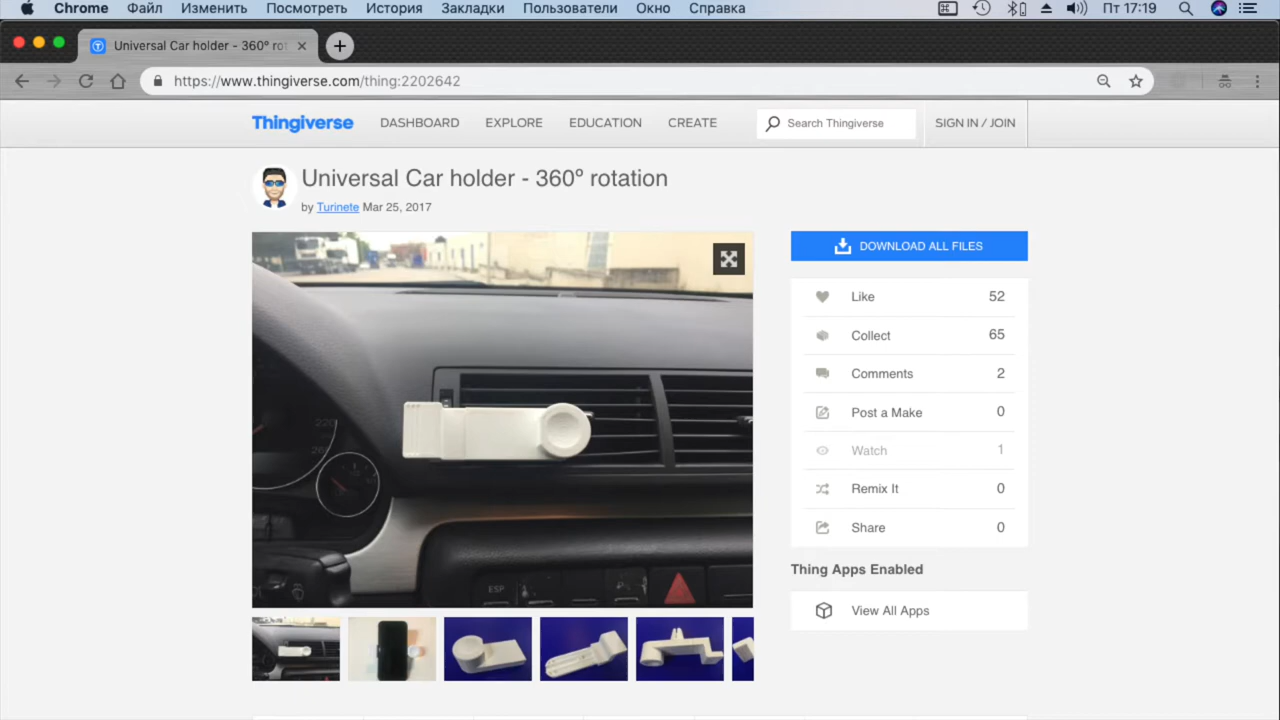 Chrome Файл Изменить Посмотреть История Закладки Пользователи Окно Справка Пт 17:19
Universal Car holder - 360º rot
https://www.thingiverse.com/thing:2202642
Thingiverse DASHBOARD EXPLORE EDUCATION CREATE Search Thingiverse SIGN IN / JOIN
Universal Car holder - 360º rotation
by Turinete Mar 25, 2017
DOWNLOAD ALL FILES
Like 52
Collect 65
Comments 2
Post a Make 0
Watch 1
Remix It 0
Share 0
220
260
ESP
Thing Apps Enabled
View All Apps